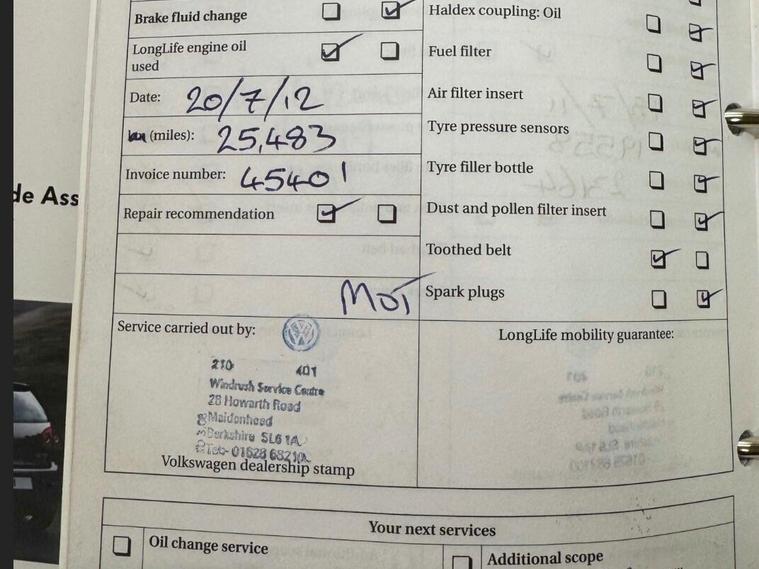 Brake fluid change
LongLife engine oil
used
Date: 20/7/12
km (miles): 25,483
Invoice number: 45401
Repair recommendation
MOT
Service carried out by:
210 401
Windrush Service Centre
28 Howarth Road
Maidenhead
Berkshire SL6 1A
Volkswagen dealership stamp
Haldex coupling: Oil
Fuel filter
Air filter insert
Tyre pressure sensors
Tyre filler bottle
Dust and pollen filter insert
Toothed belt
Spark plugs
LongLife mobility guarantee:
Your next services
Oil change service
Additional scope
de Ass